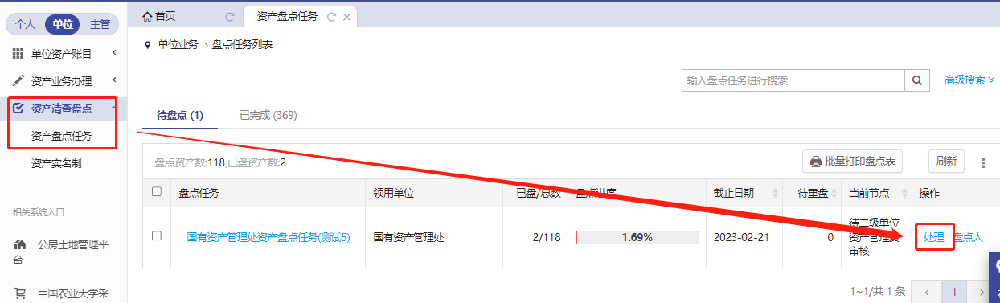 首页
资产盘点任务
个人
单位
主管
单位资产账目
资产业务办理
资产清查盘点
资产盘点任务
资产实名制
相关系统入口
公房土地管理平
台
中国农业大学采
单位业务 › 盘点任务列表
输入盘点任务进行搜索
高级搜索
待盘点 (1)
已完成 (369)
盘点资产数:118,已盘资产数:2
批量打印盘点表
刷新
盘点任务
领用单位
已盘/总数
盘点进度
截止日期
待重盘
当前节点
操作
国有资产管理处资产盘点任务(测试5)
国有资产管理处
2/118
1.69%
2023-02-21
0
待二级单位
资产管理员
审核
处理
盘点人
1~1/共 1 条
1